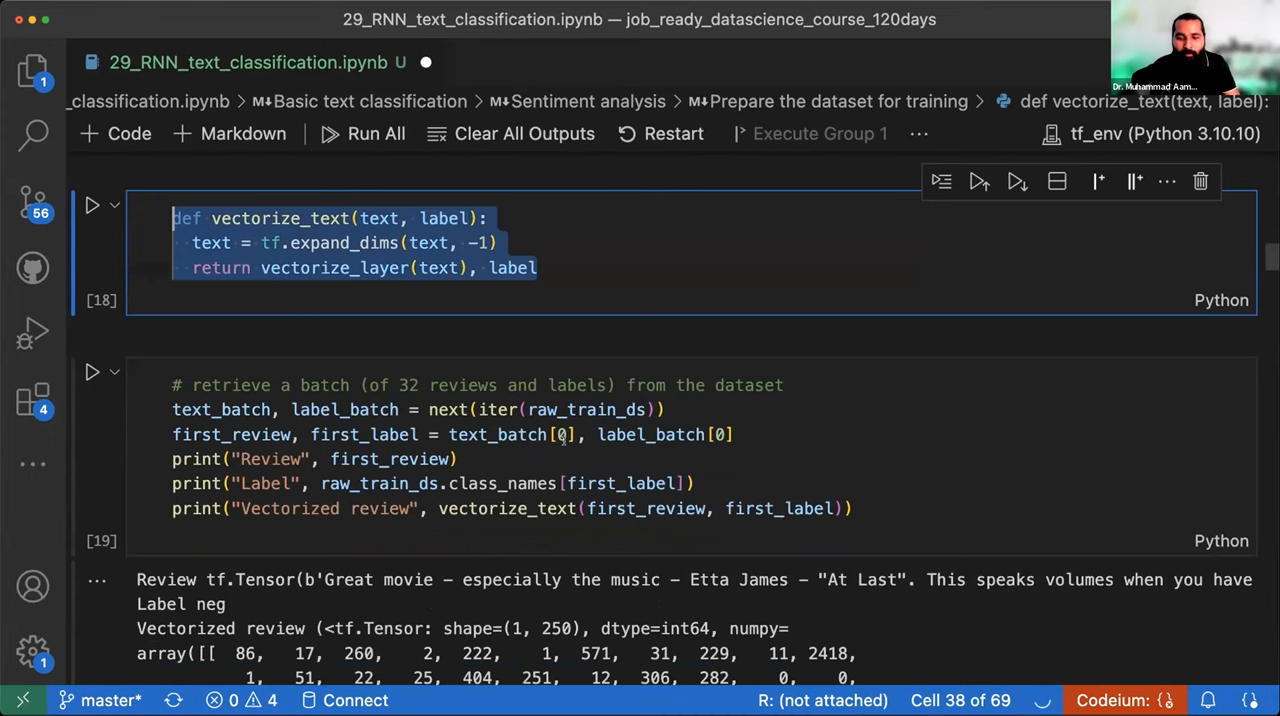 29_RNN_text_classification.ipynb — job_ready_datascience_course_120days
29_RNN_text_classification.ipynb U
_classification.ipynb > Basic text classification > Sentiment analysis > Prepare the dataset for training > def vectorize_text(text, label):
+ Code + Markdown | Run All Clear All Outputs Restart Execute Group 1 ··· tf_env (Python 3.10.10)
Dr. Muhammad Aam...
1
56
4
1
def vectorize_text(text, label):
text = tf.expand_dims(text, -1)
return vectorize_layer(text), label
[18] Python
# retrieve a batch (of 32 reviews and labels) from the dataset
text_batch, label_batch = next(iter(raw_train_ds))
first_review, first_label = text_batch[0], label_batch[0]
print("Review", first_review)
print("Label", raw_train_ds.class_names[first_label])
print("Vectorized review", vectorize_text(first_review, first_label))
[19] Python
Review tf.Tensor(b'Great movie - especially the music - Etta James - "At Last". This speaks volumes when you have
Label neg
Vectorized review (<tf.Tensor: shape=(1, 250), dtype=int64, numpy=
array([[ 86, 17, 260, 2, 222, 1, 571, 31, 229, 11, 2418,
1, 51, 22, 25, 404, 251, 12, 306, 282, 0, 0,
master* 0 4 Connect R: (not attached) Cell 38 of 69 Codeium: {}